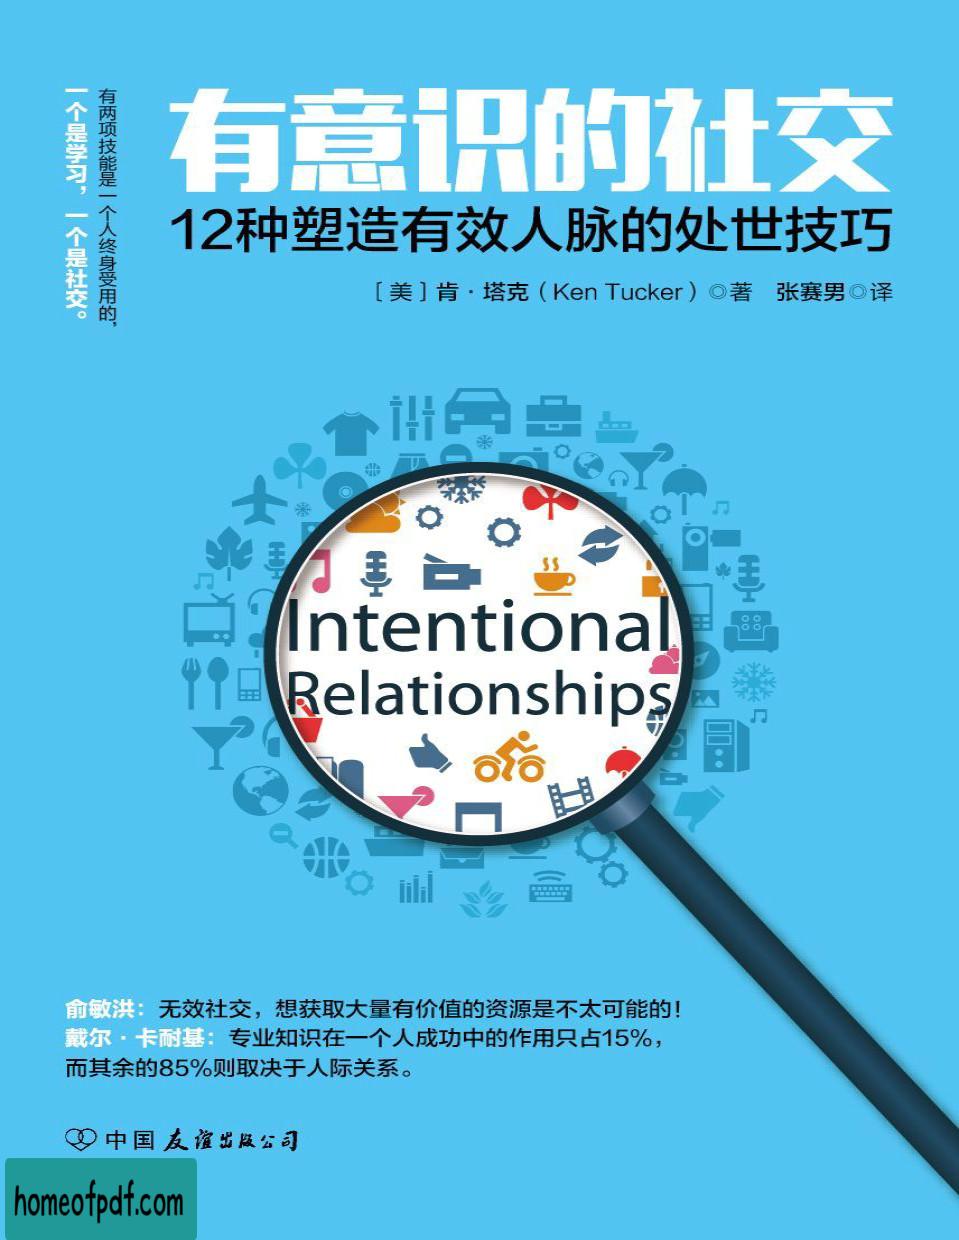 有两项技能是一个人终身受用的，
一个是学习，一个是社交。
有意识的社交
12种塑造有效人脉的处世技巧
［美］肯·塔克（Ken Tucker）◎著 张赛男◎译
Intentional
Relationships
俞敏洪：无效社交，想获取大量有价值的资源是不太可能的！
戴尔·卡耐基：专业知识在一个人成功中的作用只占15%，
而其余的85%则取决于人际关系。
中国友谊出版公司
homeofpdf.com